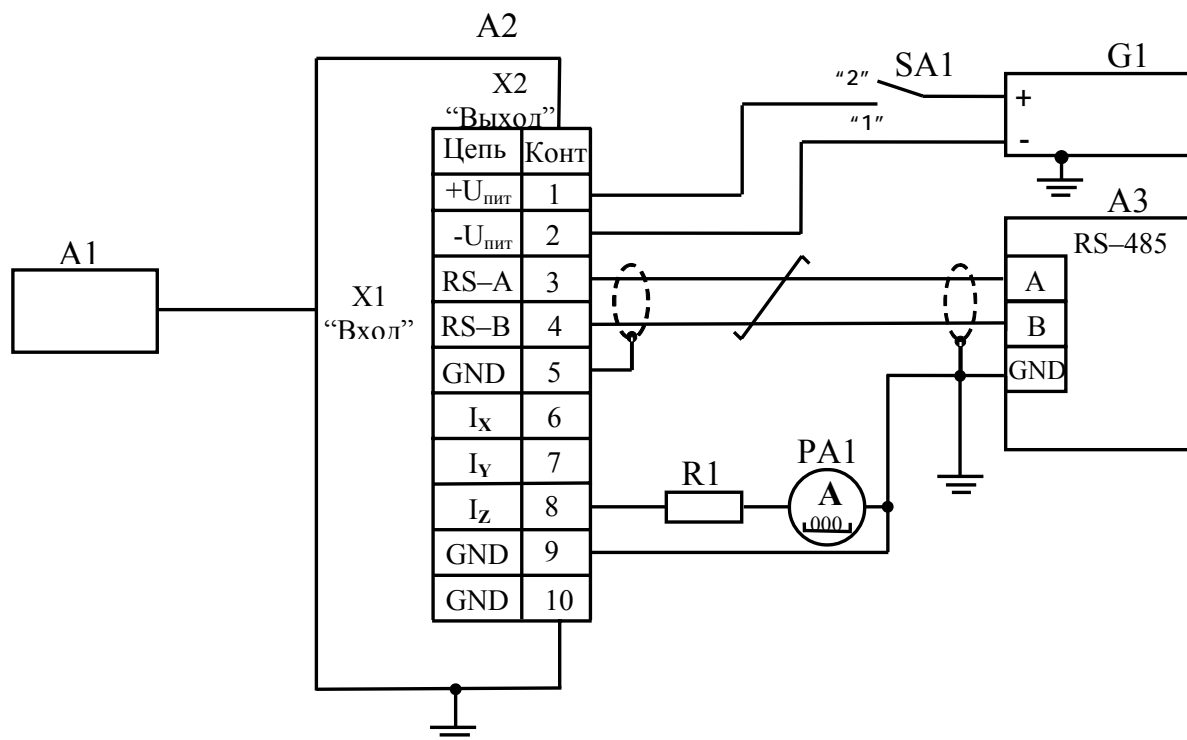 A2
X2
“Выход”
Цепь Конт
+Uпит 1
-Uпит 2
RS–A 3
RS–B 4
GND 5
IX 6
IY 7
IZ 8
GND 9
GND 10
A1
X1
“Вход”
“2” SA1
“1”
G1
+
-
A3
RS–485
A
B
GND
R1
PA1
A
000